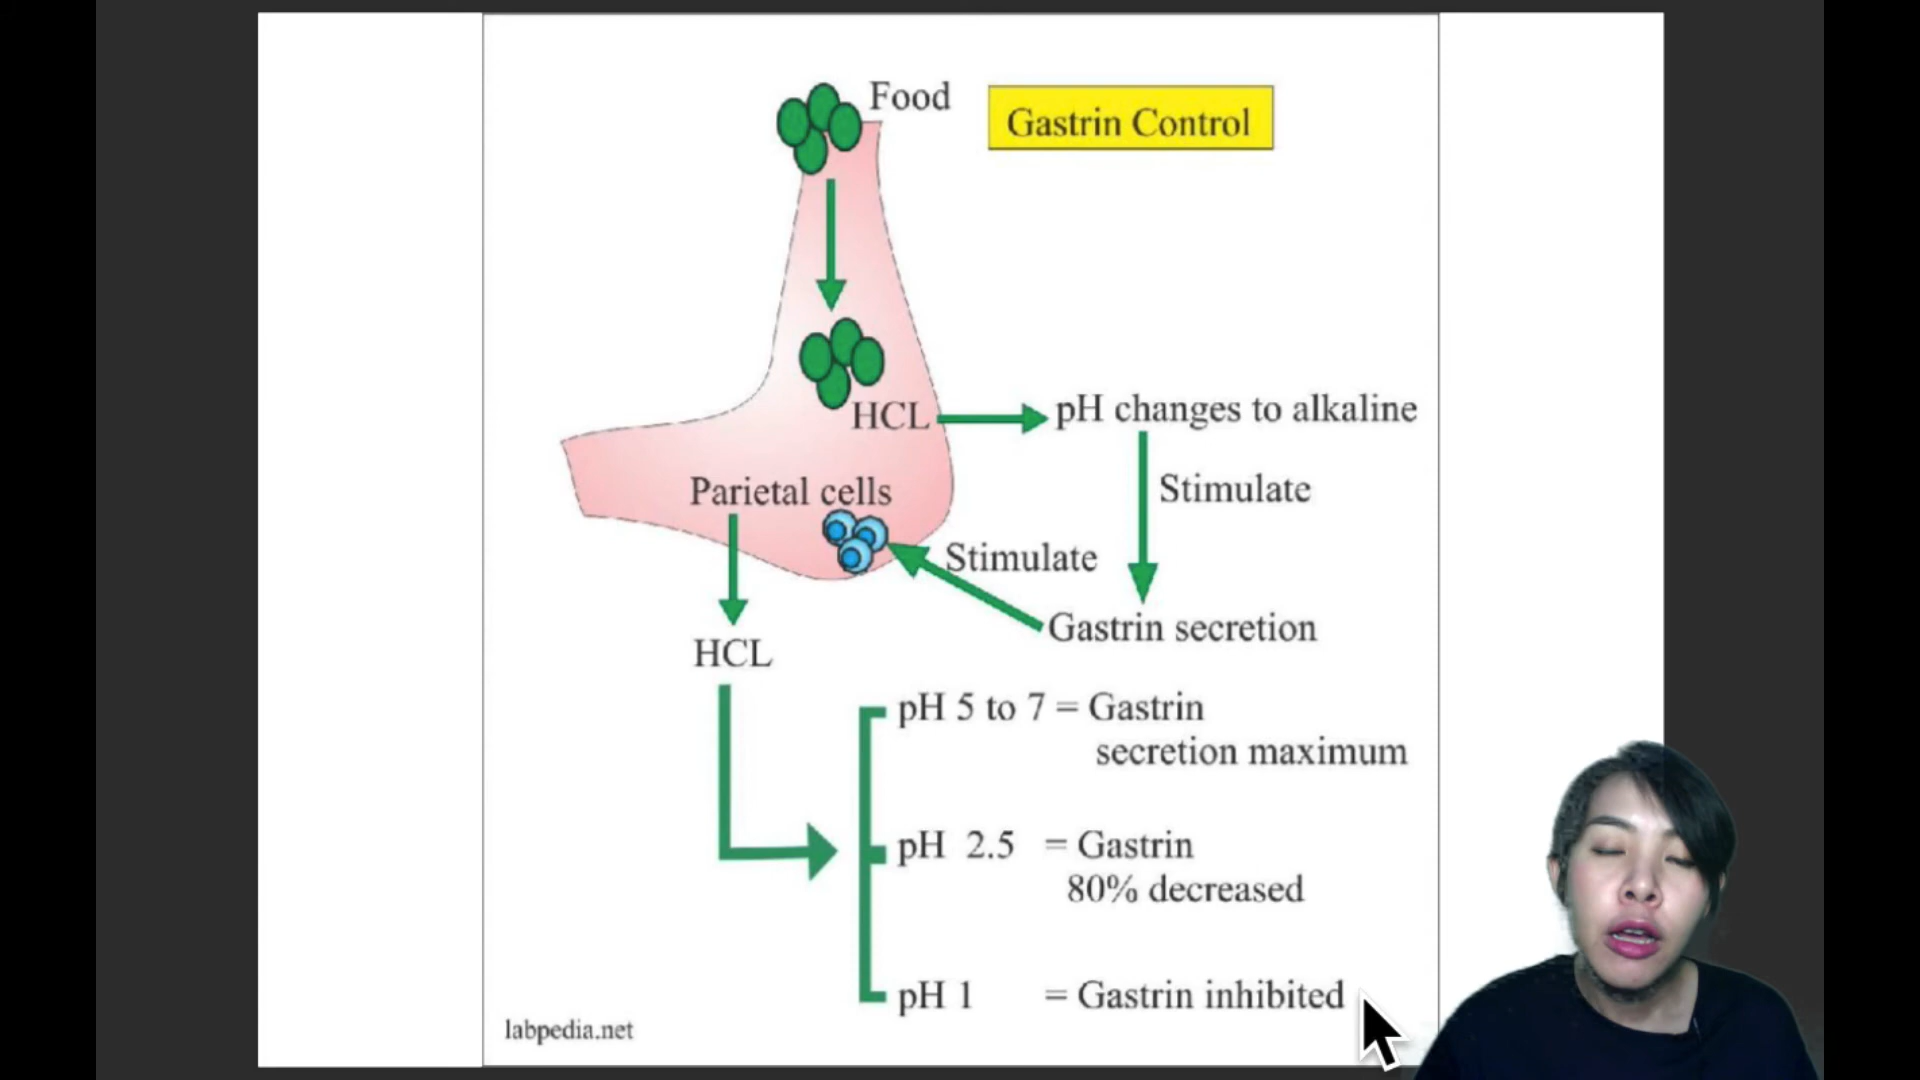 Food
Gastrin Control
HCL
pH changes to alkaline
Stimulate
Parietal cells
Stimulate
Gastrin secretion
HCL
pH 5 to 7 = Gastrin
secretion maximum
pH 2.5 = Gastrin
80% decreased
pH 1 = Gastrin inhibited
labpedia.net